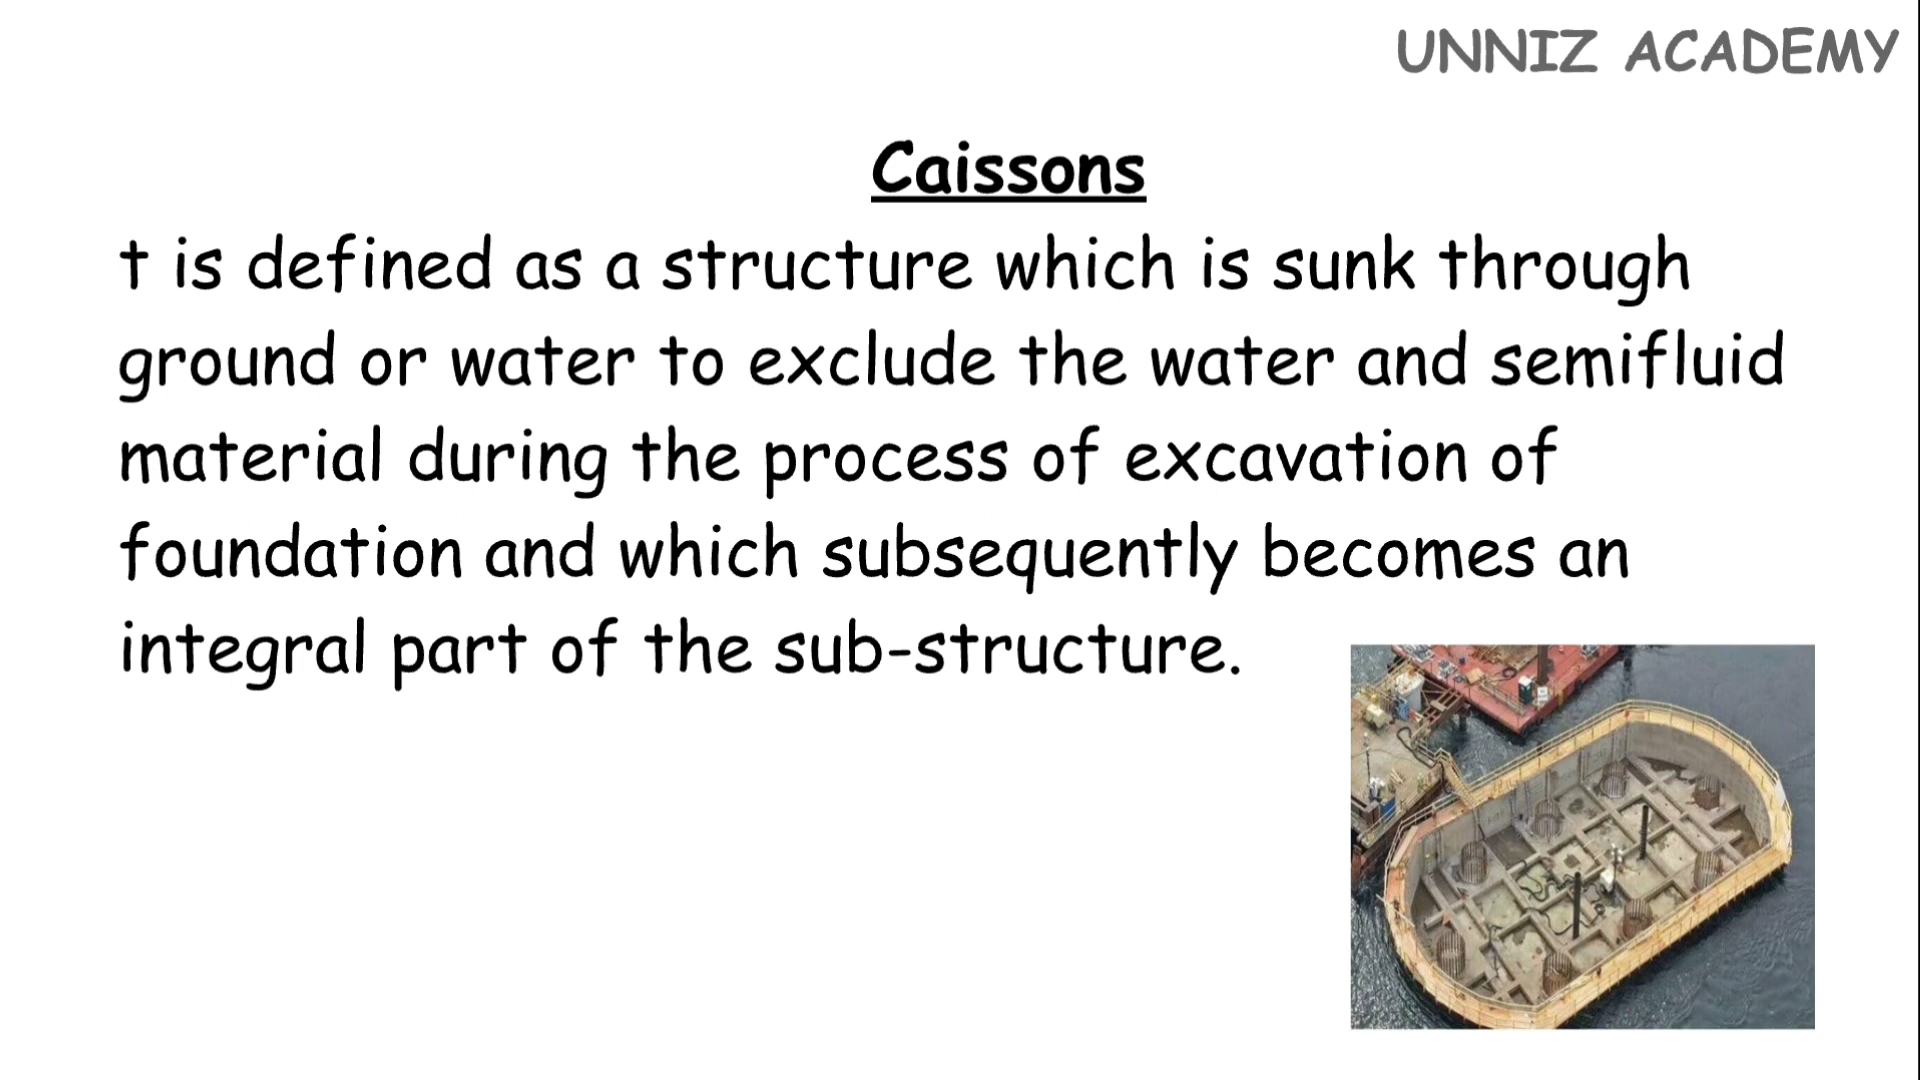 UNNIZ ACADEMY
Caissons
t is defined as a structure which is sunk through
ground or water to exclude the water and semifluid
material during the process of excavation of
foundation and which subsequently becomes an
integral part of the sub-structure.